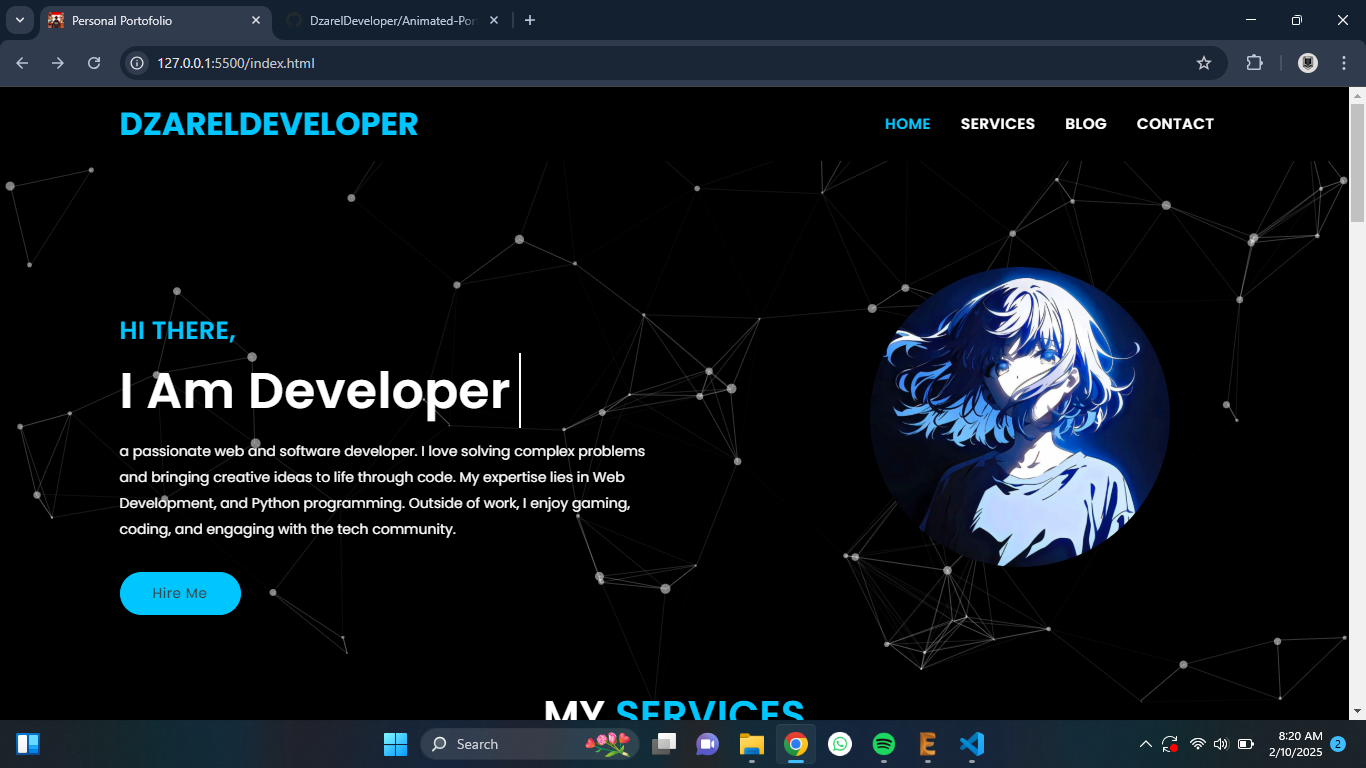 Personal Portofolio
DzarelDeveloper/Animated-Por
127.0.0.1:5500/index.html
DZARELDEVELOPER
HOME SERVICES BLOG CONTACT
HI THERE,
I Am Developer
a passionate web and software developer. I love solving complex problems
and bringing creative ideas to life through code. My expertise lies in Web
Development, and Python programming. Outside of work, I enjoy gaming,
coding, and engaging with the tech community.
Hire Me
MY SERVICES
Search
8:20 AM
2/10/2025
2